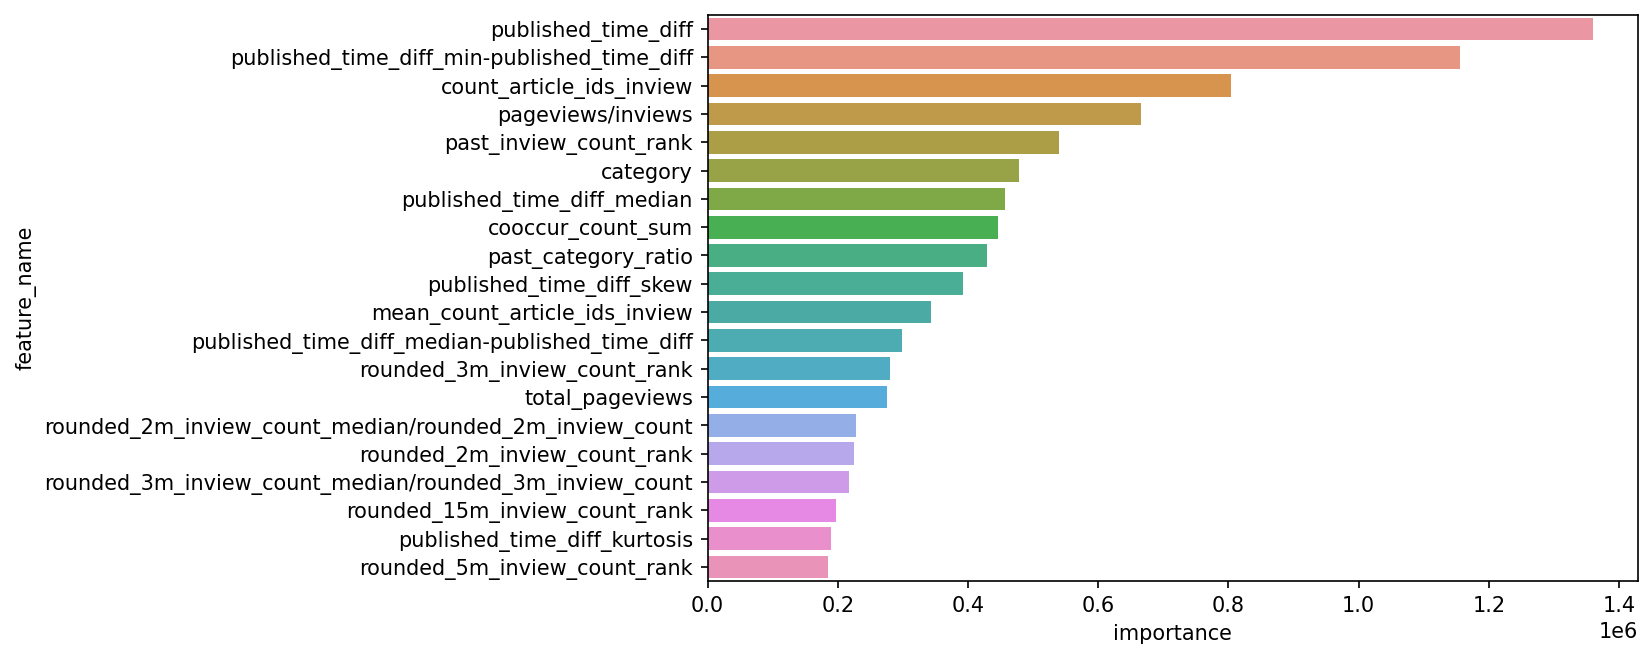 feature_name
published_time_diff
published_time_diff_min-published_time_diff
count_article_ids_inview
pageviews/inviews
past_inview_count_rank
category
published_time_diff_median
cooccur_count_sum
past_category_ratio
published_time_diff_skew
mean_count_article_ids_inview
published_time_diff_median-published_time_diff
rounded_3m_inview_count_rank
total_pageviews
rounded_2m_inview_count_median/rounded_2m_inview_count
rounded_2m_inview_count_rank
rounded_3m_inview_count_median/rounded_3m_inview_count
rounded_15m_inview_count_rank
published_time_diff_kurtosis
rounded_5m_inview_count_rank
0.0 0.2 0.4 0.6 0.8 1.0 1.2 1.4
1e6
importance